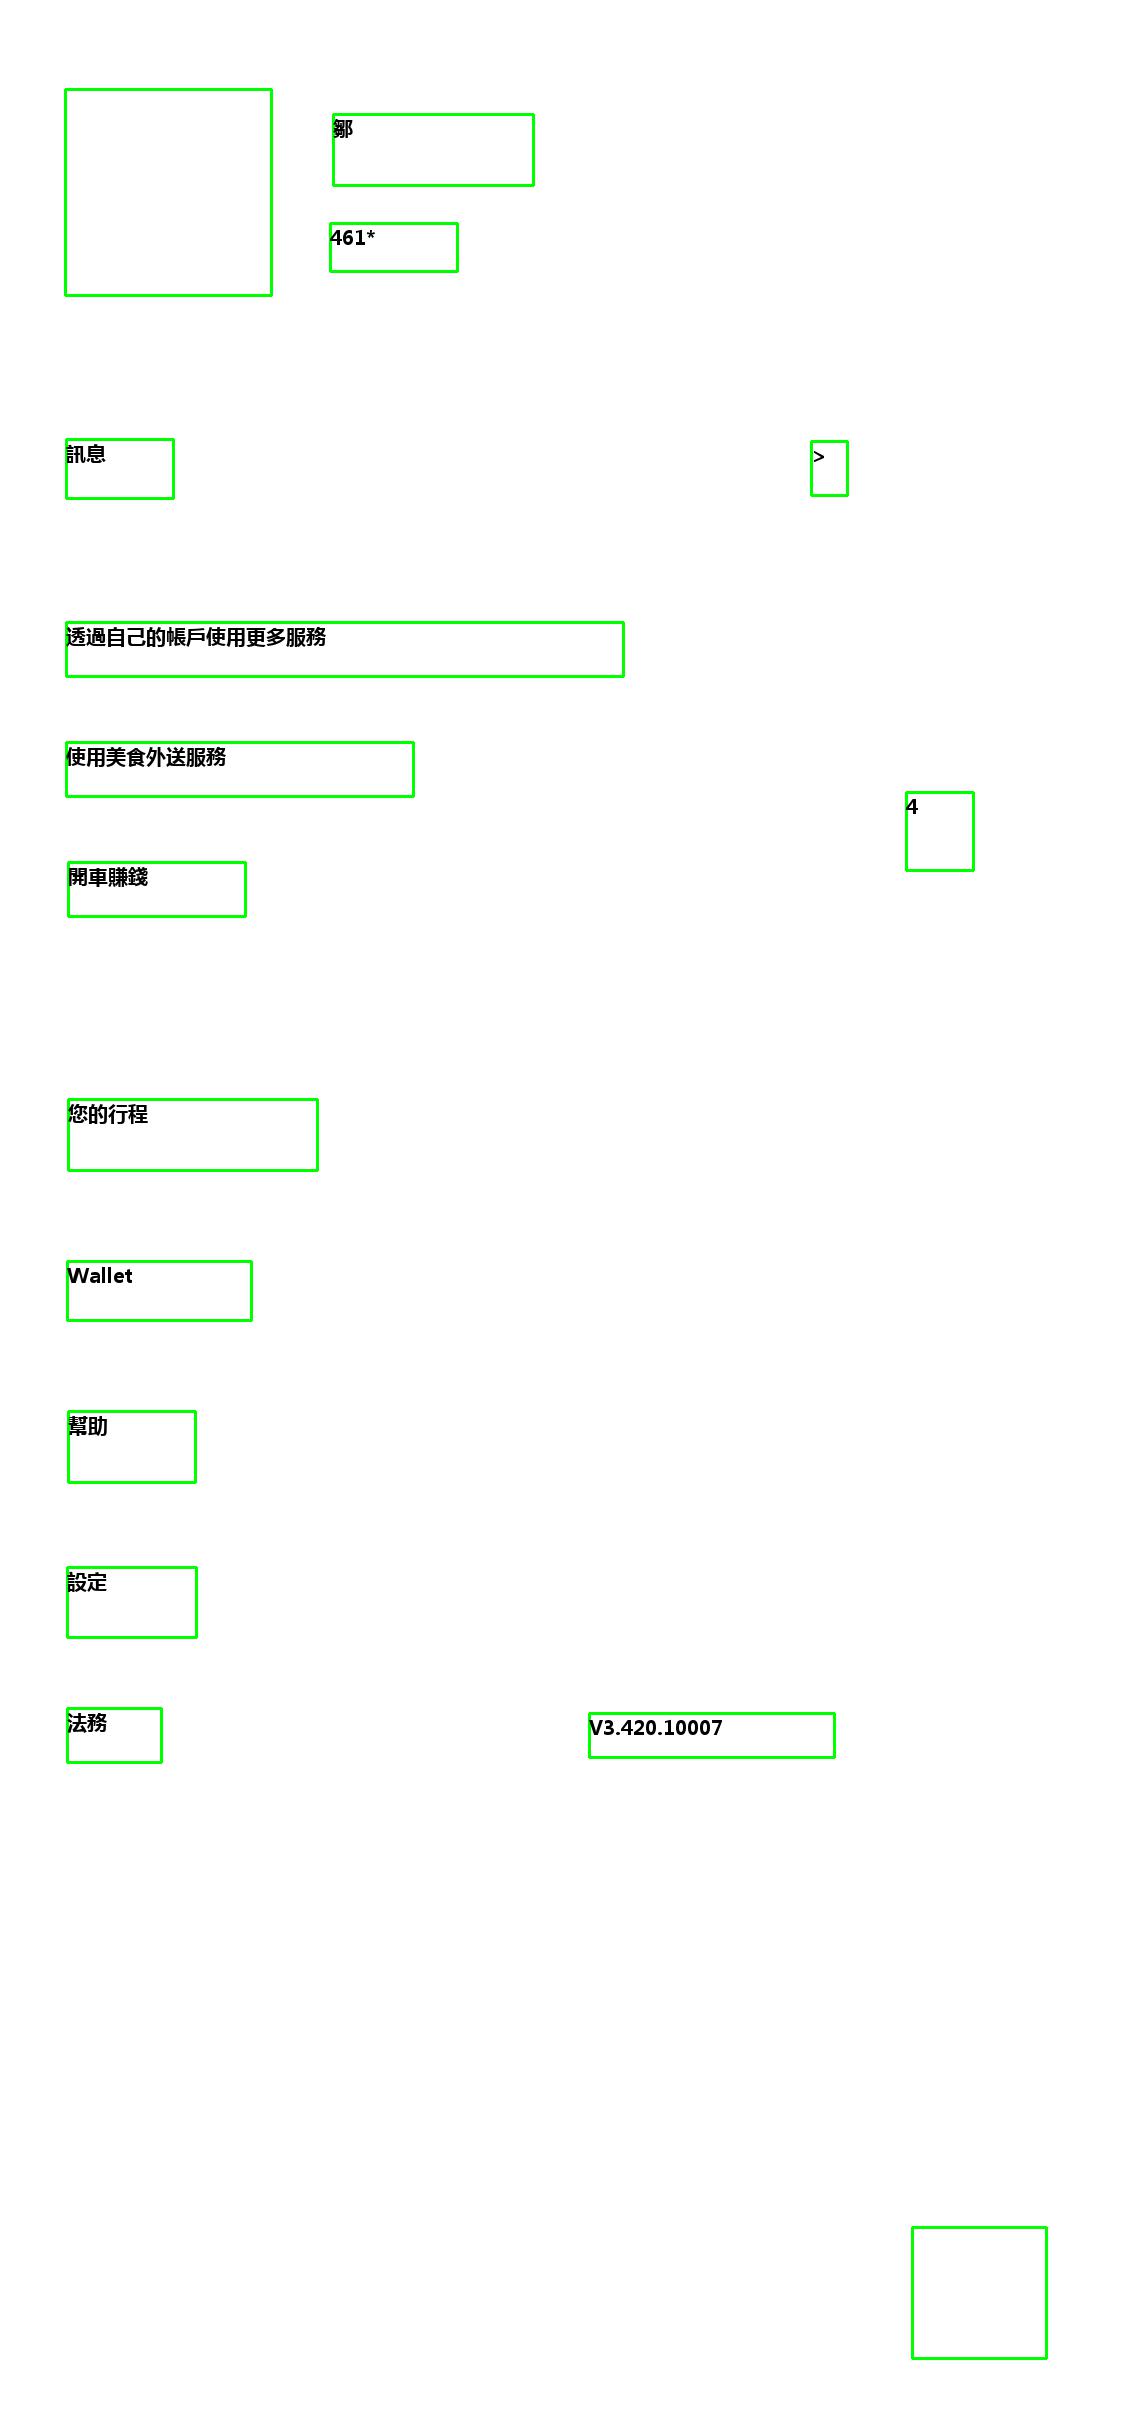 鄒
461*
訊息
>
透過自己的帳戶使用更多服務
使用美食外送服務
4
開車賺錢
您的行程
Wallet
幫助
設定
法務
V3.420.10007